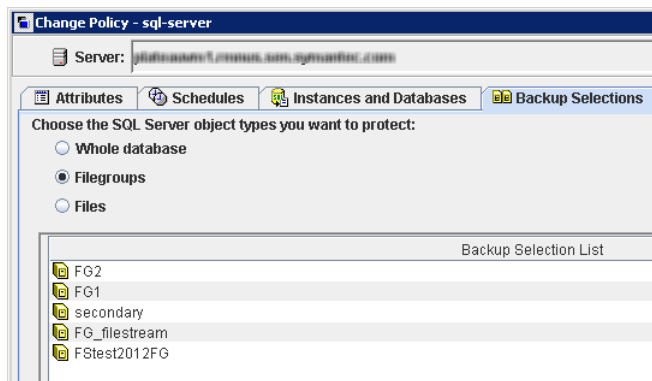 Change Policy - sql-server
Server:
Attributes Schedules Instances and Databases Backup Selections
Choose the SQL Server object types you want to protect:
Whole database
Filegroups
Files
Backup Selection List
FG2
FG1
secondary
FG_filestream
FStest2012FG